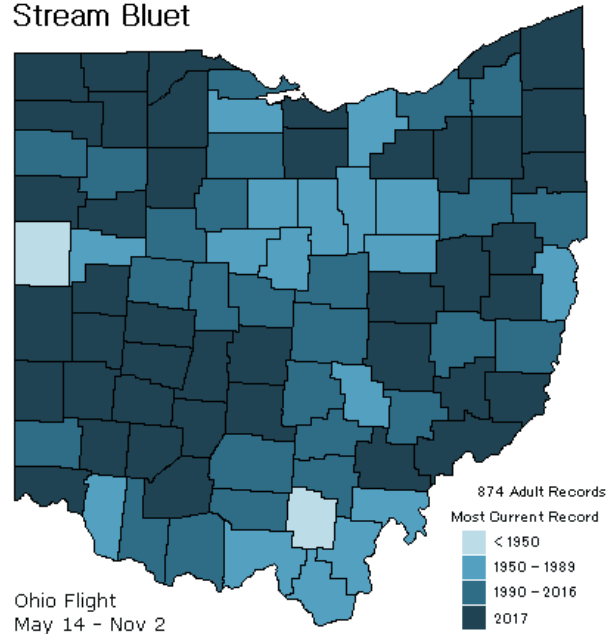 Stream Bluet
874 Adult Records
Most Current Record
< 1950
1950 - 1989
1990 - 2016
2017
Ohio Flight
May 14 - Nov 2